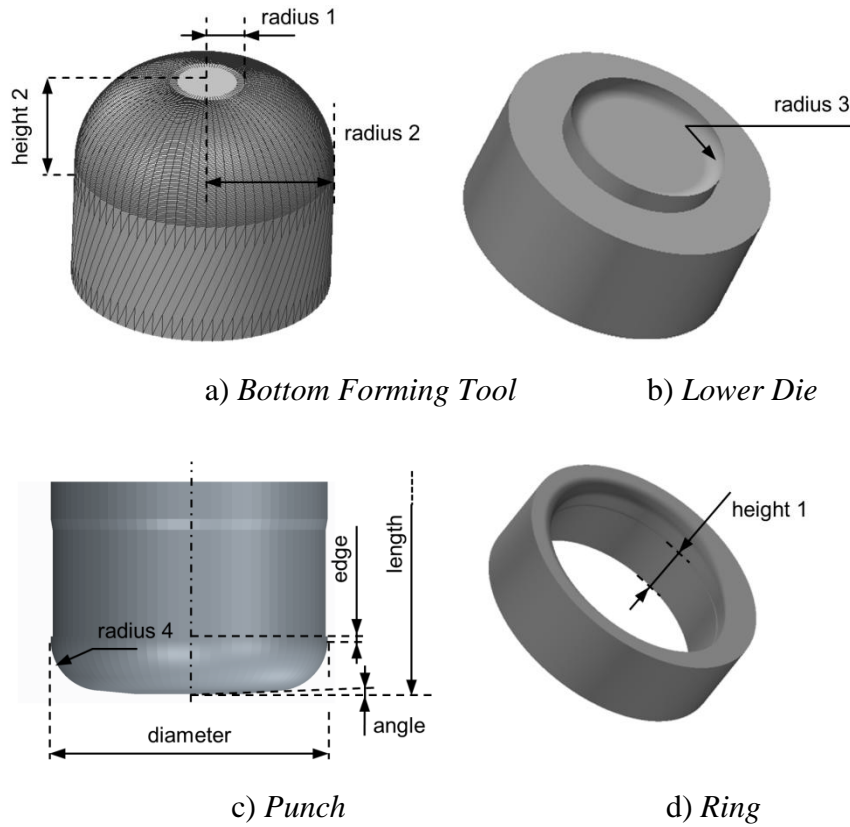 radius 1
height 2
radius 2
radius 3
a) Bottom Forming Tool
b) Lower Die
edge
length
radius 4
height 1
angle
diameter
c) Punch
d) Ring